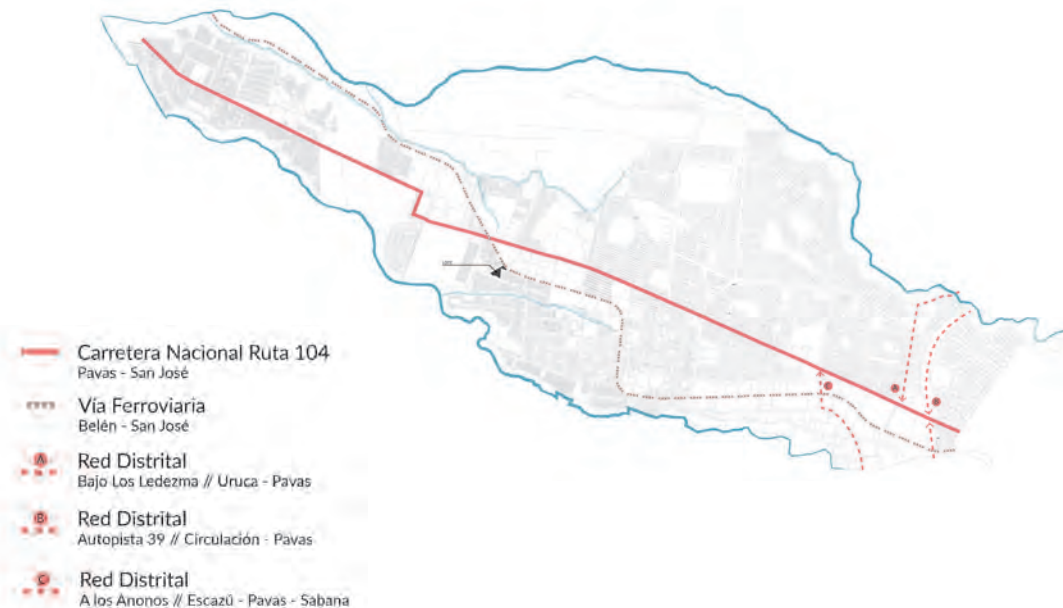 Carretera Nacional Ruta 104
Pavas - San José
Vía Ferroviaria
Belén - San José
A
Red Distrital
Bajo Los Ledezma // Uruca - Pavas
B
Red Distrital
Autopista 39 // Circulación - Pavas
C
Red Distrital
A los Anonos // Escazú - Pavas - Sabana
C
A
B